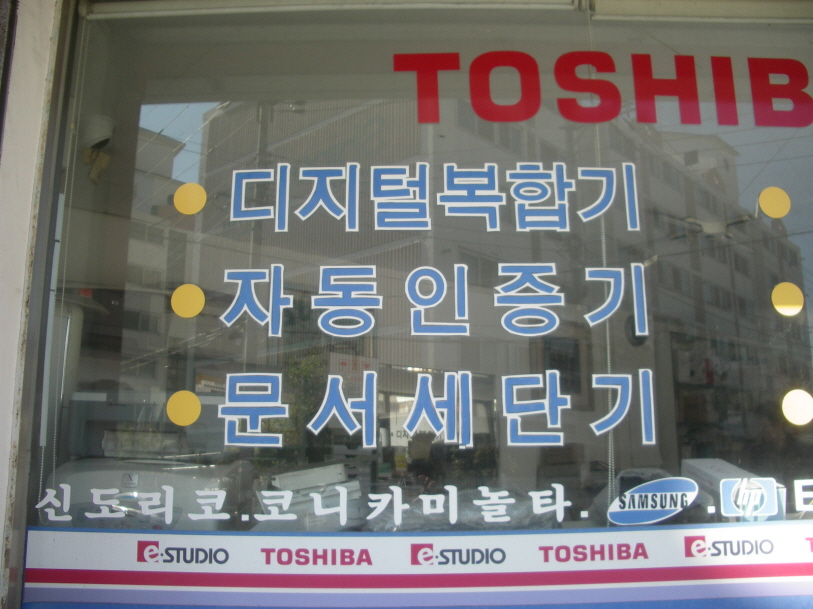 TOSHIB
디지털복합기
자동인증기
문서세단기
신도리코.코니카미놀타. SAMSUNG . hp
e-STUDIO TOSHIBA e-STUDIO TOSHIBA e-STUDIO